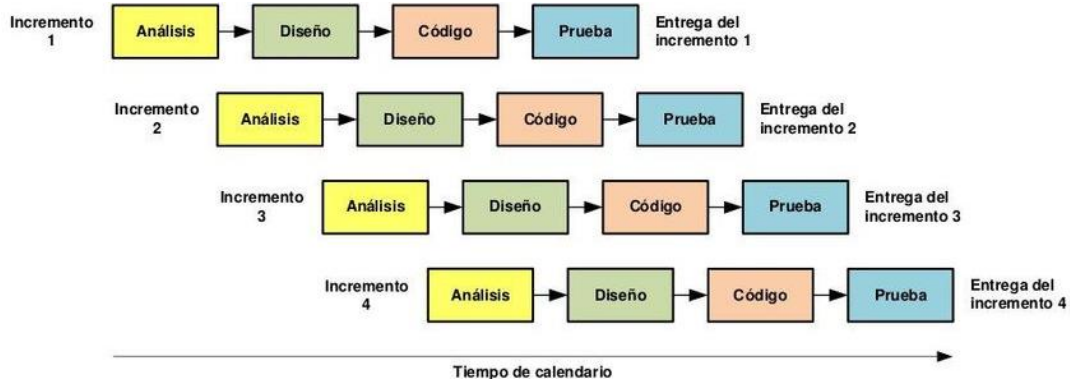 Incremento
1
Análisis
Diseño
Código
Prueba
Entrega del
incremento 1
Incremento
2
Análisis
Diseño
Código
Prueba
Entrega del
incremento 2
Incremento
3
Análisis
Diseño
Código
Prueba
Entrega del
incremento 3
Incremento
4
Análisis
Diseño
Código
Prueba
Entrega del
incremento 4
Tiempo de calendario